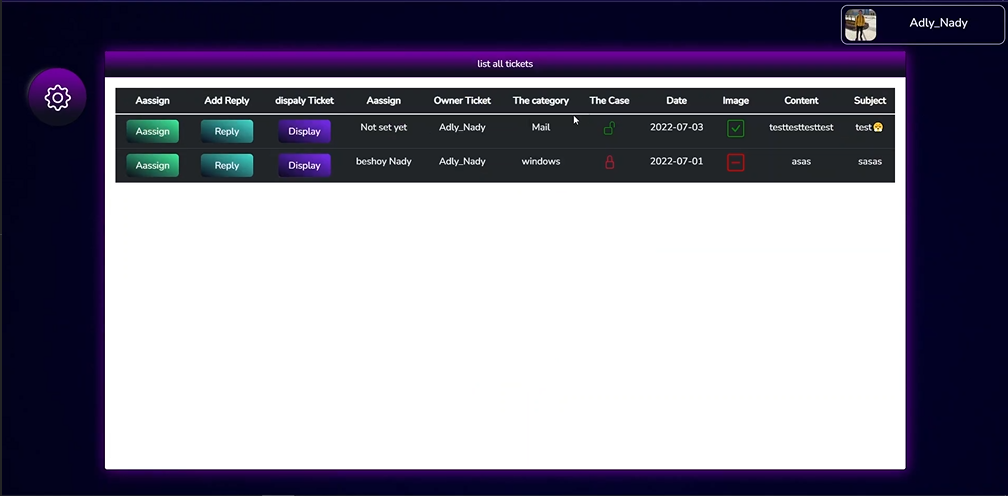 Adly_Nady
list all tickets
Aassign Add Reply dispaly Ticket Aassign Owner Ticket The category The Case Date Image Content Subject
Aassign Reply Display Not set yet Adly_Nady Mail 2022-07-03 testtesttesttest test😤
Aassign Reply Display beshoy Nady Adly_Nady windows 2022-07-01 asas sasas